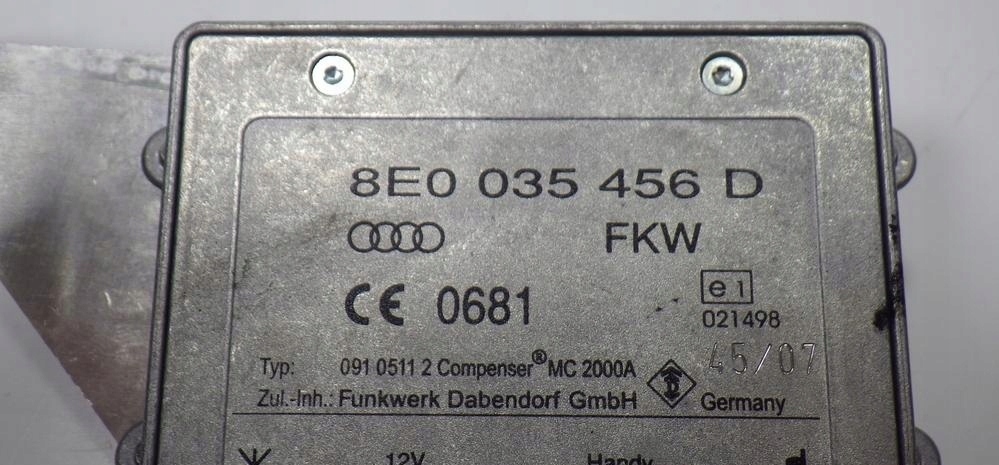 8E0 035 456 D
FKW
CE 0681
e1
021498
45/07
Typ: 091 0511 2 Compenser® MC 2000A
Zul.-Inh.: Funkwerk Dabendorf GmbH Germany
12V Handy